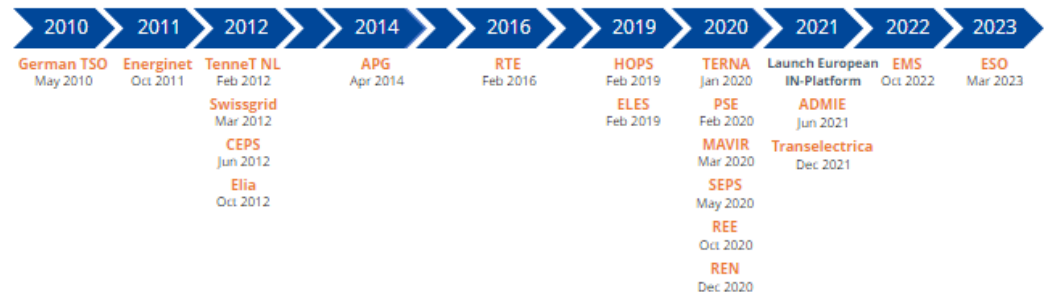 2010 2011 2012 2014 2016 2019 2020 2021 2022 2023
German TSO
May 2010
Energinet
Oct 2011
TenneT NL
Feb 2012
Swissgrid
Mar 2012
CEPS
Jun 2012
Elia
Oct 2012
APG
Apr 2014
RTE
Feb 2016
HOPS
Feb 2019
ELES
Feb 2019
TERNA
Jan 2020
PSE
Feb 2020
MAVIR
Mar 2020
SEPS
May 2020
REE
Oct 2020
REN
Dec 2020
Launch European
IN-Platform
ADMIE
Jun 2021
Transelectrica
Dec 2021
EMS
Oct 2022
ESO
Mar 2023